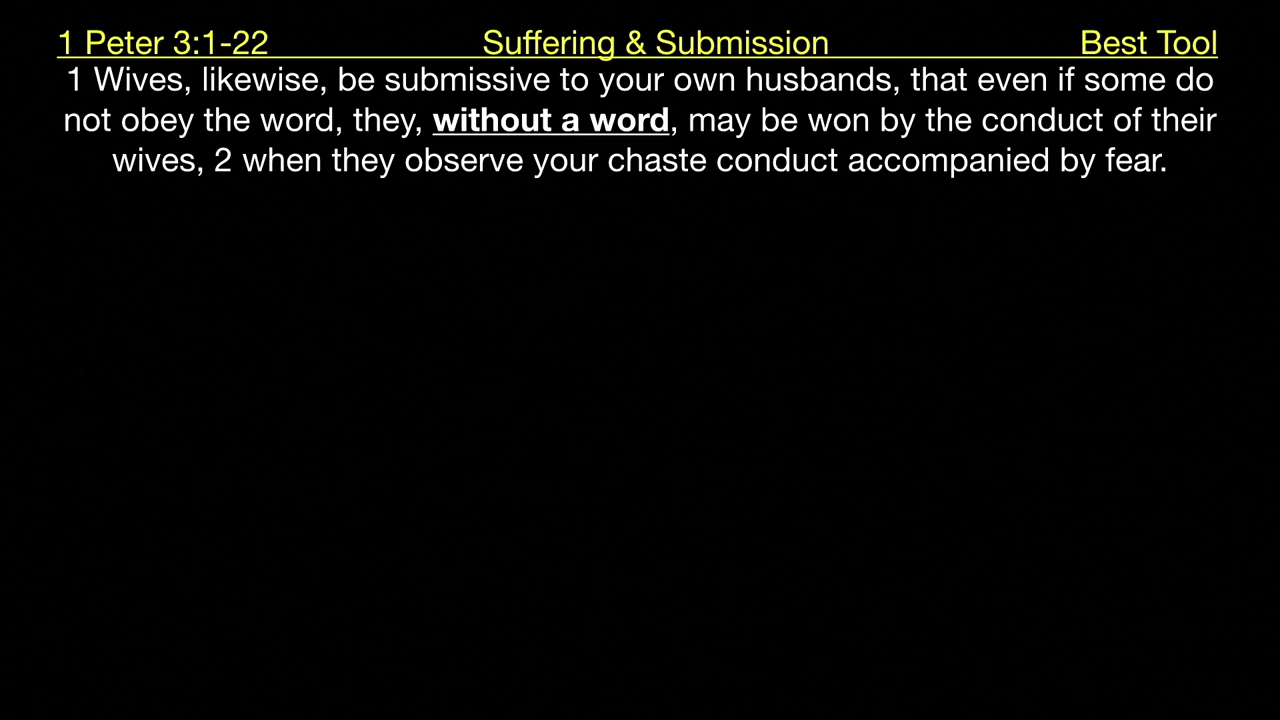 1 Peter 3:1-22 Suffering & Submission Best Tool
1 Wives, likewise, be submissive to your own husbands, that even if some do
not obey the word, they, without a word, may be won by the conduct of their
wives, 2 when they observe your chaste conduct accompanied by fear.